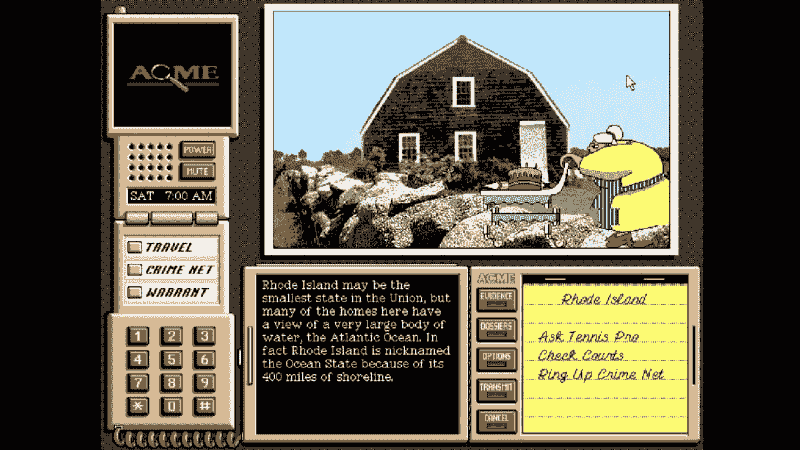 ACME
POWER
MUTE
SAT 7:00 AM
TRAVEL
CRIME NET
WARRANT
1 2 3
4 5 6
7 8 9
* 0 #
Rhode Island may be the
smallest state in the Union, but
many of the homes here have
a view of a very large body of
water, the Atlantic Ocean. In
fact Rhode Island is nicknamed
the Ocean State because of its
400 miles of shoreline.
ACME
EVIDENCE
DOSSIERS
OPTIONS
TRANSMIT
CANCEL
Rhode Island
Ask Tennis Pro
Check Courts
Ring Up Crime Net